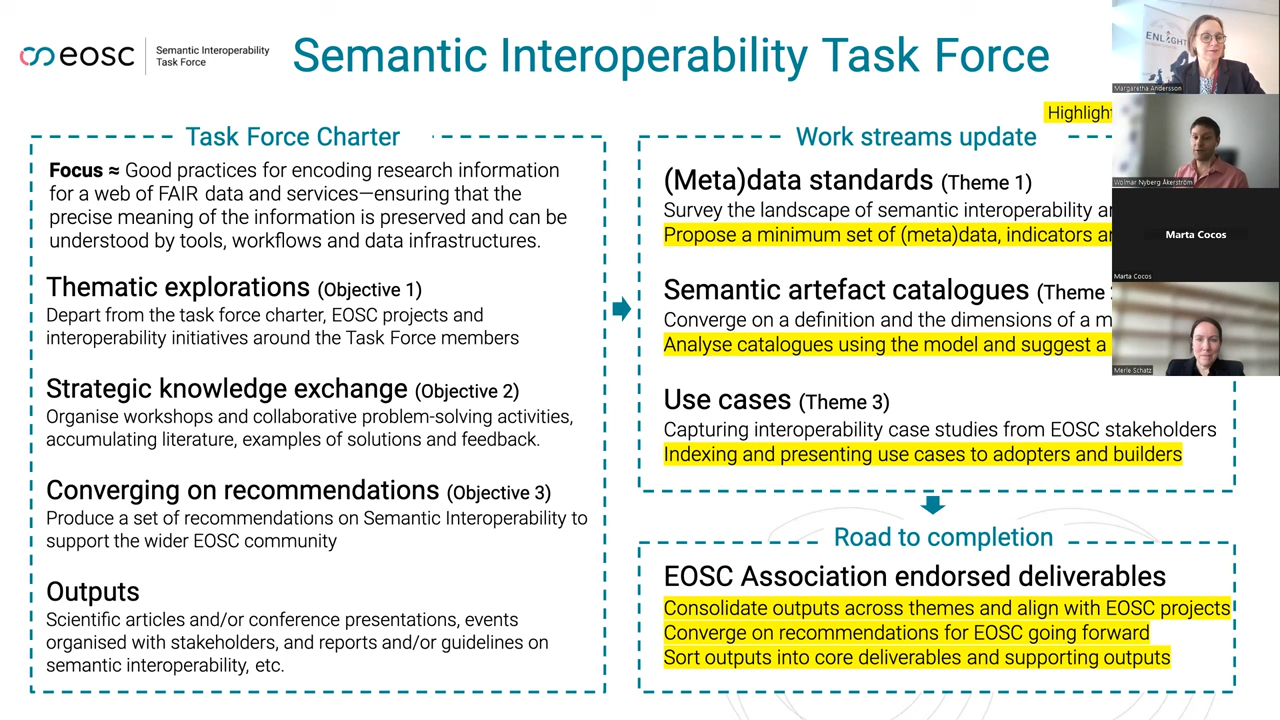 eosc
Semantic Interoperability
Task Force
Semantic Interoperability Task Force
Highlight
Task Force Charter
Focus ≈ Good practices for encoding research information
for a web of FAIR data and services—ensuring that the
precise meaning of the information is preserved and can be
understood by tools, workflows and data infrastructures.
Thematic explorations (Objective 1)
Depart from the task force charter, EOSC projects and
interoperability initiatives around the Task Force members
Strategic knowledge exchange (Objective 2)
Organise workshops and collaborative problem-solving activities,
accumulating literature, examples of solutions and feedback.
Converging on recommendations (Objective 3)
Produce a set of recommendations on Semantic Interoperability to
support the wider EOSC community
Outputs
Scientific articles and/or conference presentations, events
organised with stakeholders, and reports and/or guidelines on
semantic interoperability, etc.
Work streams update
(Meta)data standards (Theme 1)
Survey the landscape of semantic interoperability
Propose a minimum set of (meta)data, indicators
Semantic artefact catalogues (Theme
Converge on a definition and the dimensions of a
Analyse catalogues using the model and suggest a
Use cases (Theme 3)
Capturing interoperability case studies from EOSC stakeholders
Indexing and presenting use cases to adopters and builders
Road to completion
EOSC Association endorsed deliverables
Consolidate outputs across themes and align with EOSC projects
Converge on recommendations for EOSC going forward
Sort outputs into core deliverables and supporting outputs
ENLIGHT
Margaretha Andersson
Wolmar Nyberg Åkerström
Marta Cocos
Marta Cocos
Merle Schatz